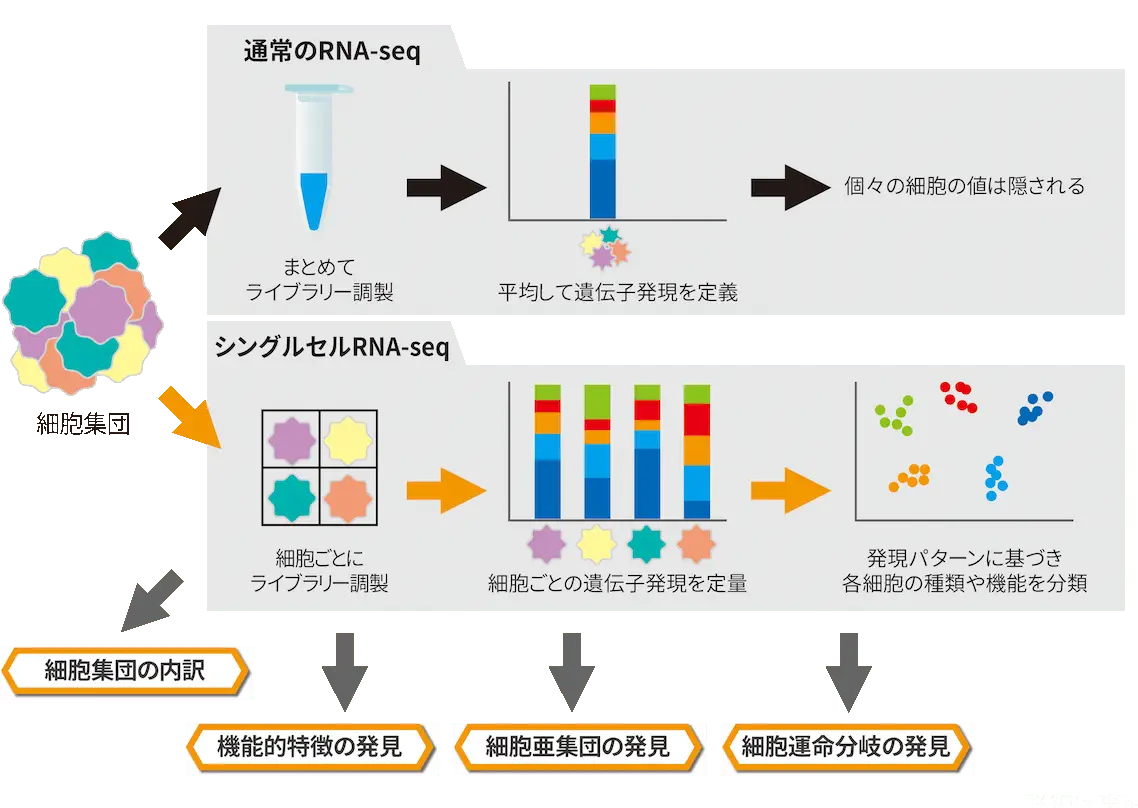 通常のRNA-seq
まとめて
ライブラリー調製
平均して遺伝子発現を定義
個々の細胞の値は隠される
細胞集団
シングルセルRNA-seq
細胞ごとに
ライブラリー調製
細胞ごとの遺伝子発現を定量
発現パターンに基づき
各細胞の種類や機能を分類
細胞集団の内訳
機能的特徴の発見
細胞亜集団の発見
細胞運命分岐の発見